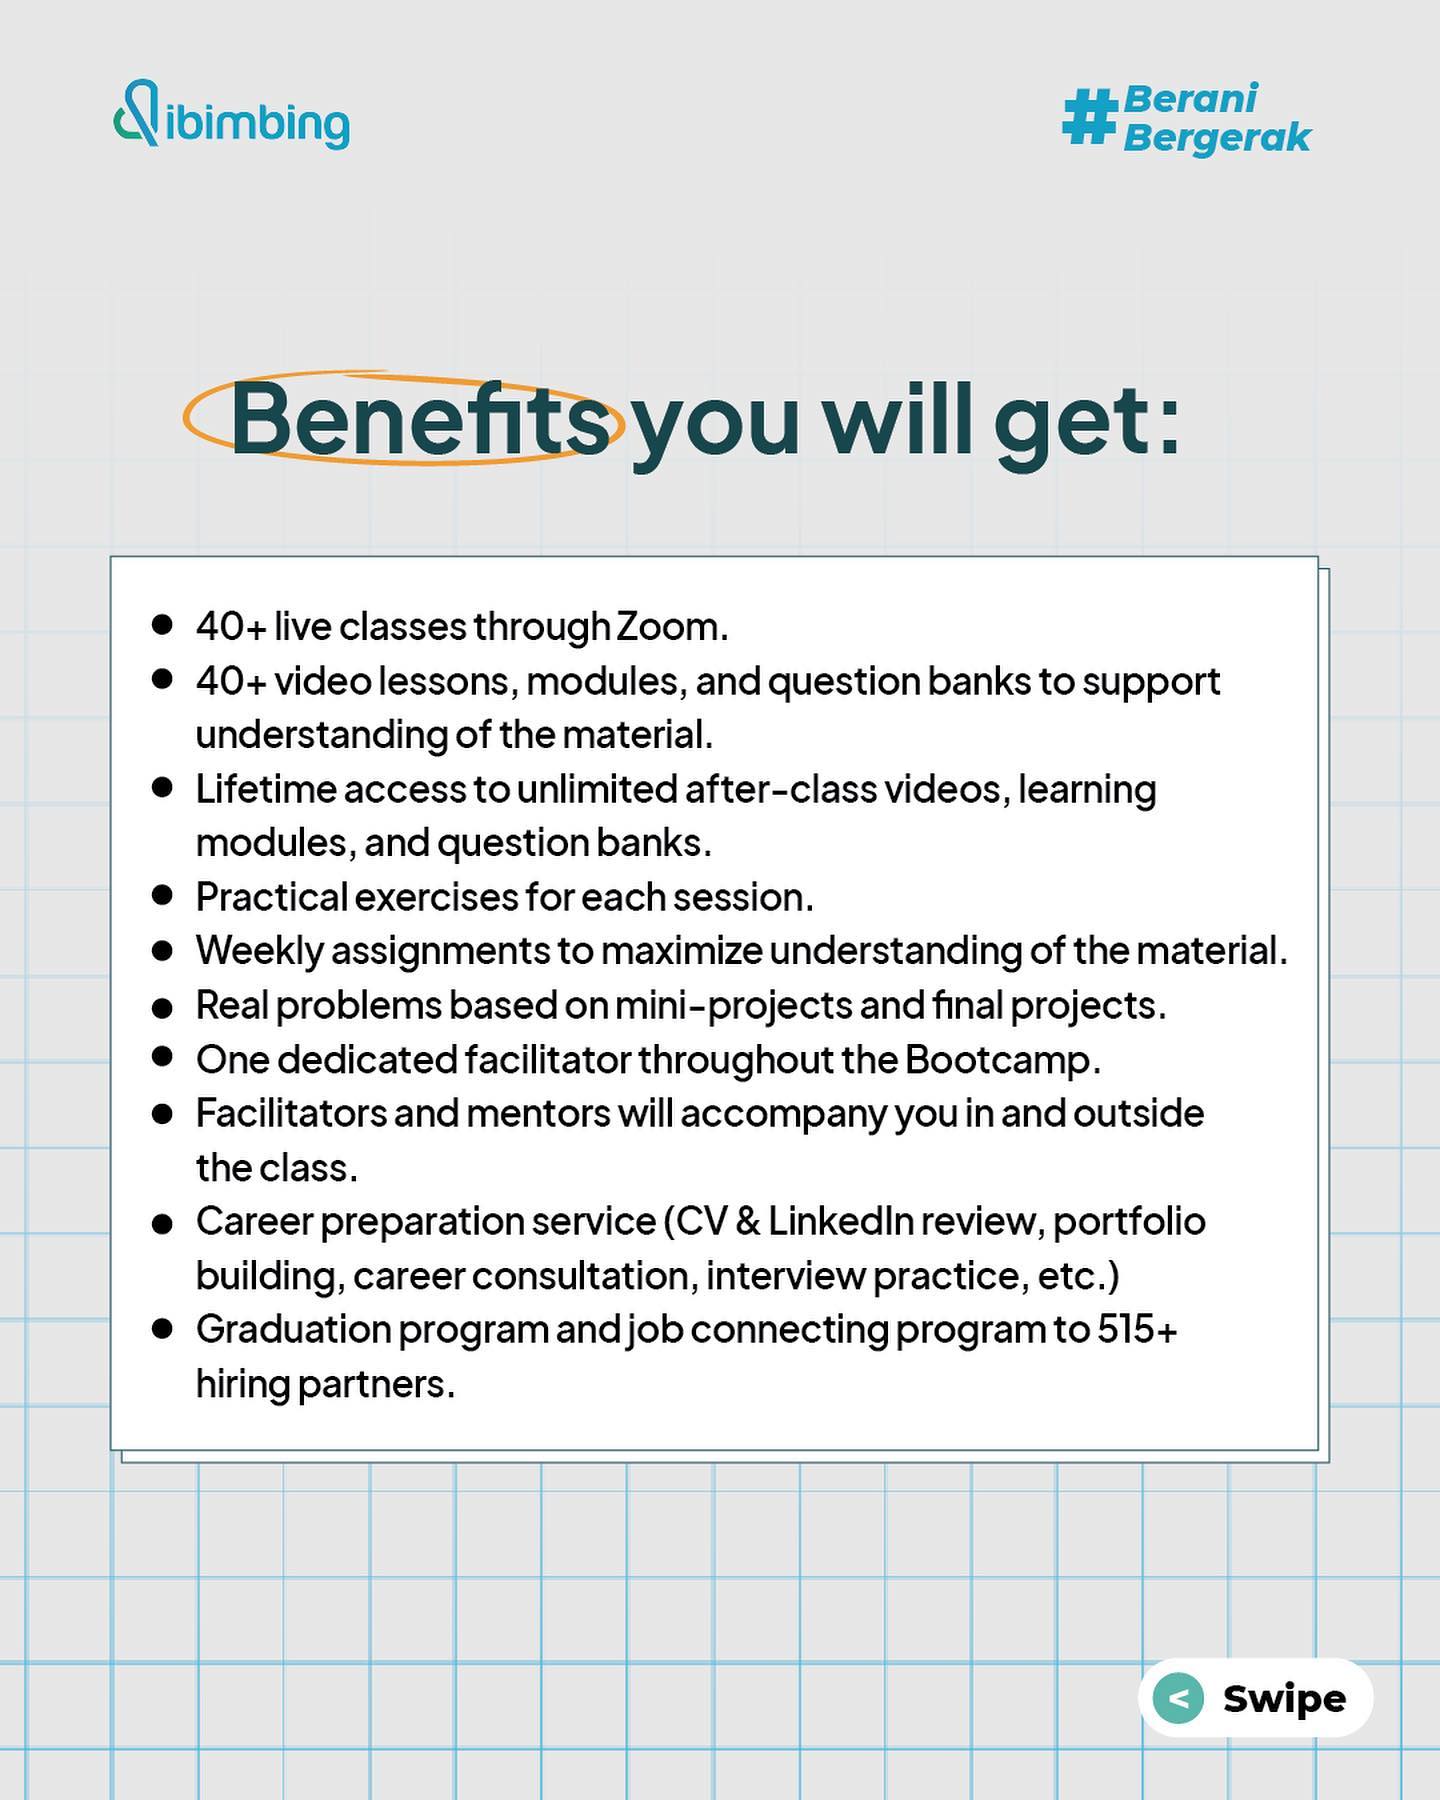 dibimbing
#Berani
Bergerak
Benefits you will get:
● 40+ live classes through Zoom.
● 40+ video lessons, modules, and question banks to support
understanding of the material.
● Lifetime access to unlimited after-class videos, learning
modules, and question banks.
● Practical exercises for each session.
● Weekly assignments to maximize understanding of the material.
● Real problems based on mini-projects and final projects.
● One dedicated facilitator throughout the Bootcamp.
● Facilitators and mentors will accompany you in and outside
the class.
● Career preparation service (CV & LinkedIn review, portfolio
building, career consultation, interview practice, etc.)
● Graduation program and job connecting program to 515+
hiring partners.
< Swipe